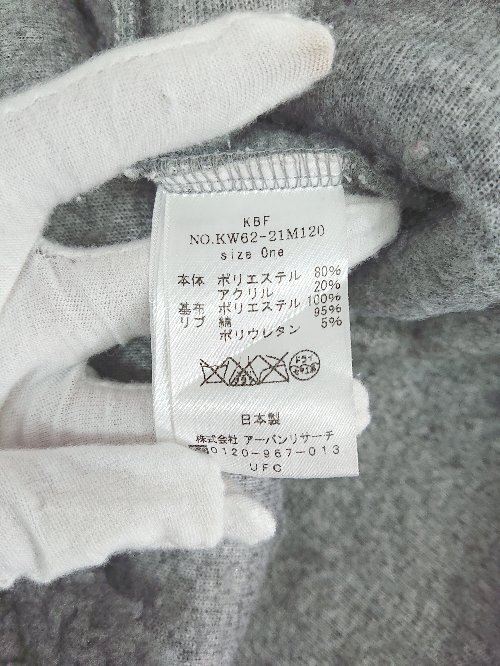 KBF
NO.KW62-21M120
size One
本体 ポリエステル 80%
アクリル 20%
基布 ポリエステル 100%
リブ 綿 95%
ポリウレタン 5%
日本製
株式会社 アーバンリサーチ
0120-967-013
UFC